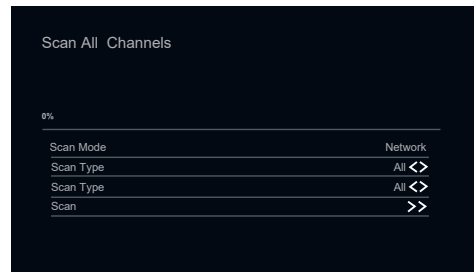 Scan All Channels
0%
Scan Mode Network
Scan Type All <>
Scan Type All <>
Scan >>